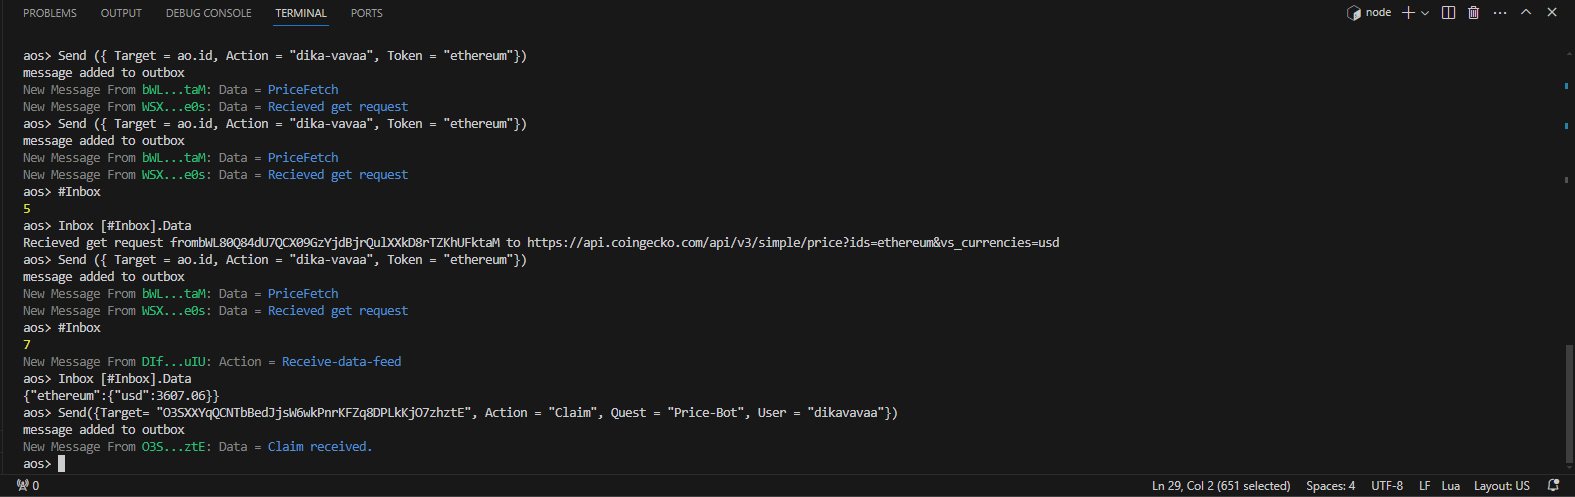 PROBLEMS OUTPUT DEBUG CONSOLE TERMINAL PORTS node
aos> Send ({ Target = ao.id, Action = "dika-vavaa", Token = "ethereum"})
message added to outbox
New Message From bWL...taM: Data = PriceFetch
New Message From WSX...e0s: Data = Recieved get request
aos> Send ({ Target = ao.id, Action = "dika-vavaa", Token = "ethereum"})
message added to outbox
New Message From bWL...taM: Data = PriceFetch
New Message From WSX...e0s: Data = Recieved get request
aos> #Inbox
5
aos> Inbox [#Inbox].Data
Recieved get request frombWL80Q84dU7QCX09GzYjdBjrQulXXkD8rTZKhUFktaM to https://api.coingecko.com/api/v3/simple/price?ids=ethereum&vs_currencies=usd
aos> Send ({ Target = ao.id, Action = "dika-vavaa", Token = "ethereum"})
message added to outbox
New Message From bWL...taM: Data = PriceFetch
New Message From WSX...e0s: Data = Recieved get request
aos> #Inbox
7
New Message From DIf...uIU: Action = Receive-data-feed
aos> Inbox [#Inbox].Data
{"ethereum":{"usd":3607.06}}
aos> Send({Target= "O3SXXYqQCNTbBedJjsW6wkPnrKFZq8DPLkKjO7zhztE", Action = "Claim", Quest = "Price-Bot", User = "dikavavaa"})
message added to outbox
New Message From O3S...ztE: Data = Claim received.
aos>
0 Ln 29, Col 2 (651 selected) Spaces: 4 UTF-8 LF Lua Layout: US